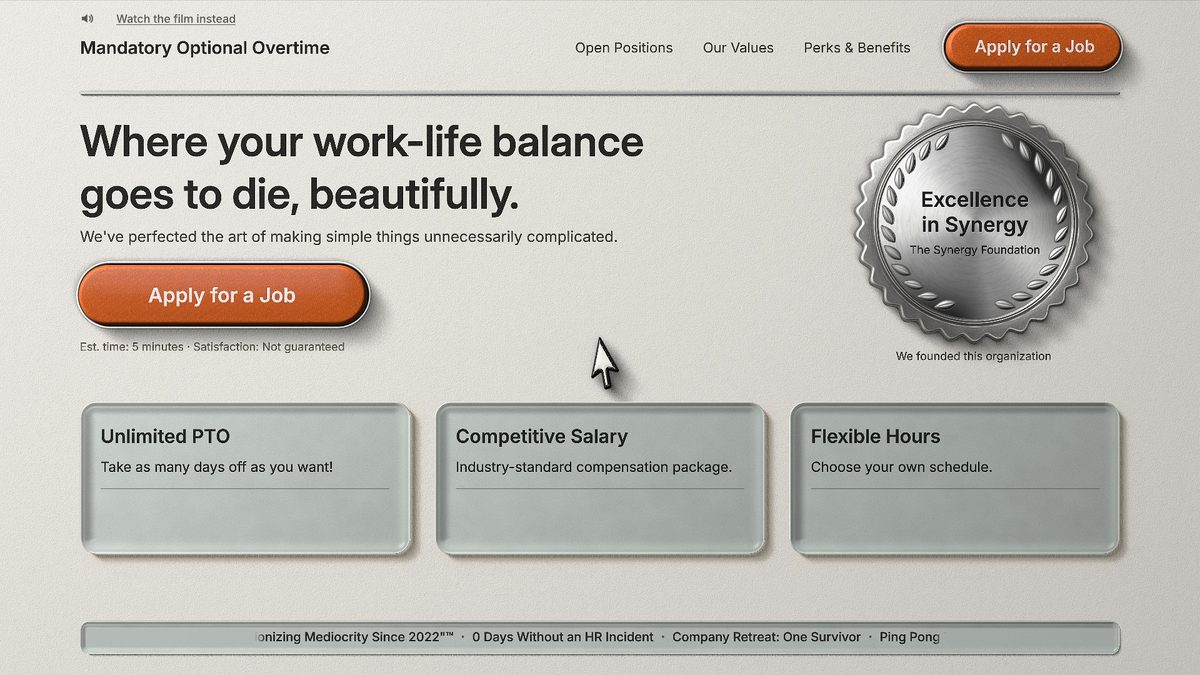 Watch the film instead
Mandatory Optional Overtime
Open Positions
Our Values
Perks & Benefits
Apply for a Job
Where your work-life balance
goes to die, beautifully.
We've perfected the art of making simple things unnecessarily complicated.
Apply for a Job
Est. time: 5 minutes · Satisfaction: Not guaranteed
Excellence
in Synergy
The Synergy Foundation
We founded this organization
Unlimited PTO
Take as many days off as you want!
Competitive Salary
Industry-standard compensation package.
Flexible Hours
Choose your own schedule.
onizing Mediocrity Since 2022"™ · 0 Days Without an HR Incident · Company Retreat: One Survivor · Ping Pong